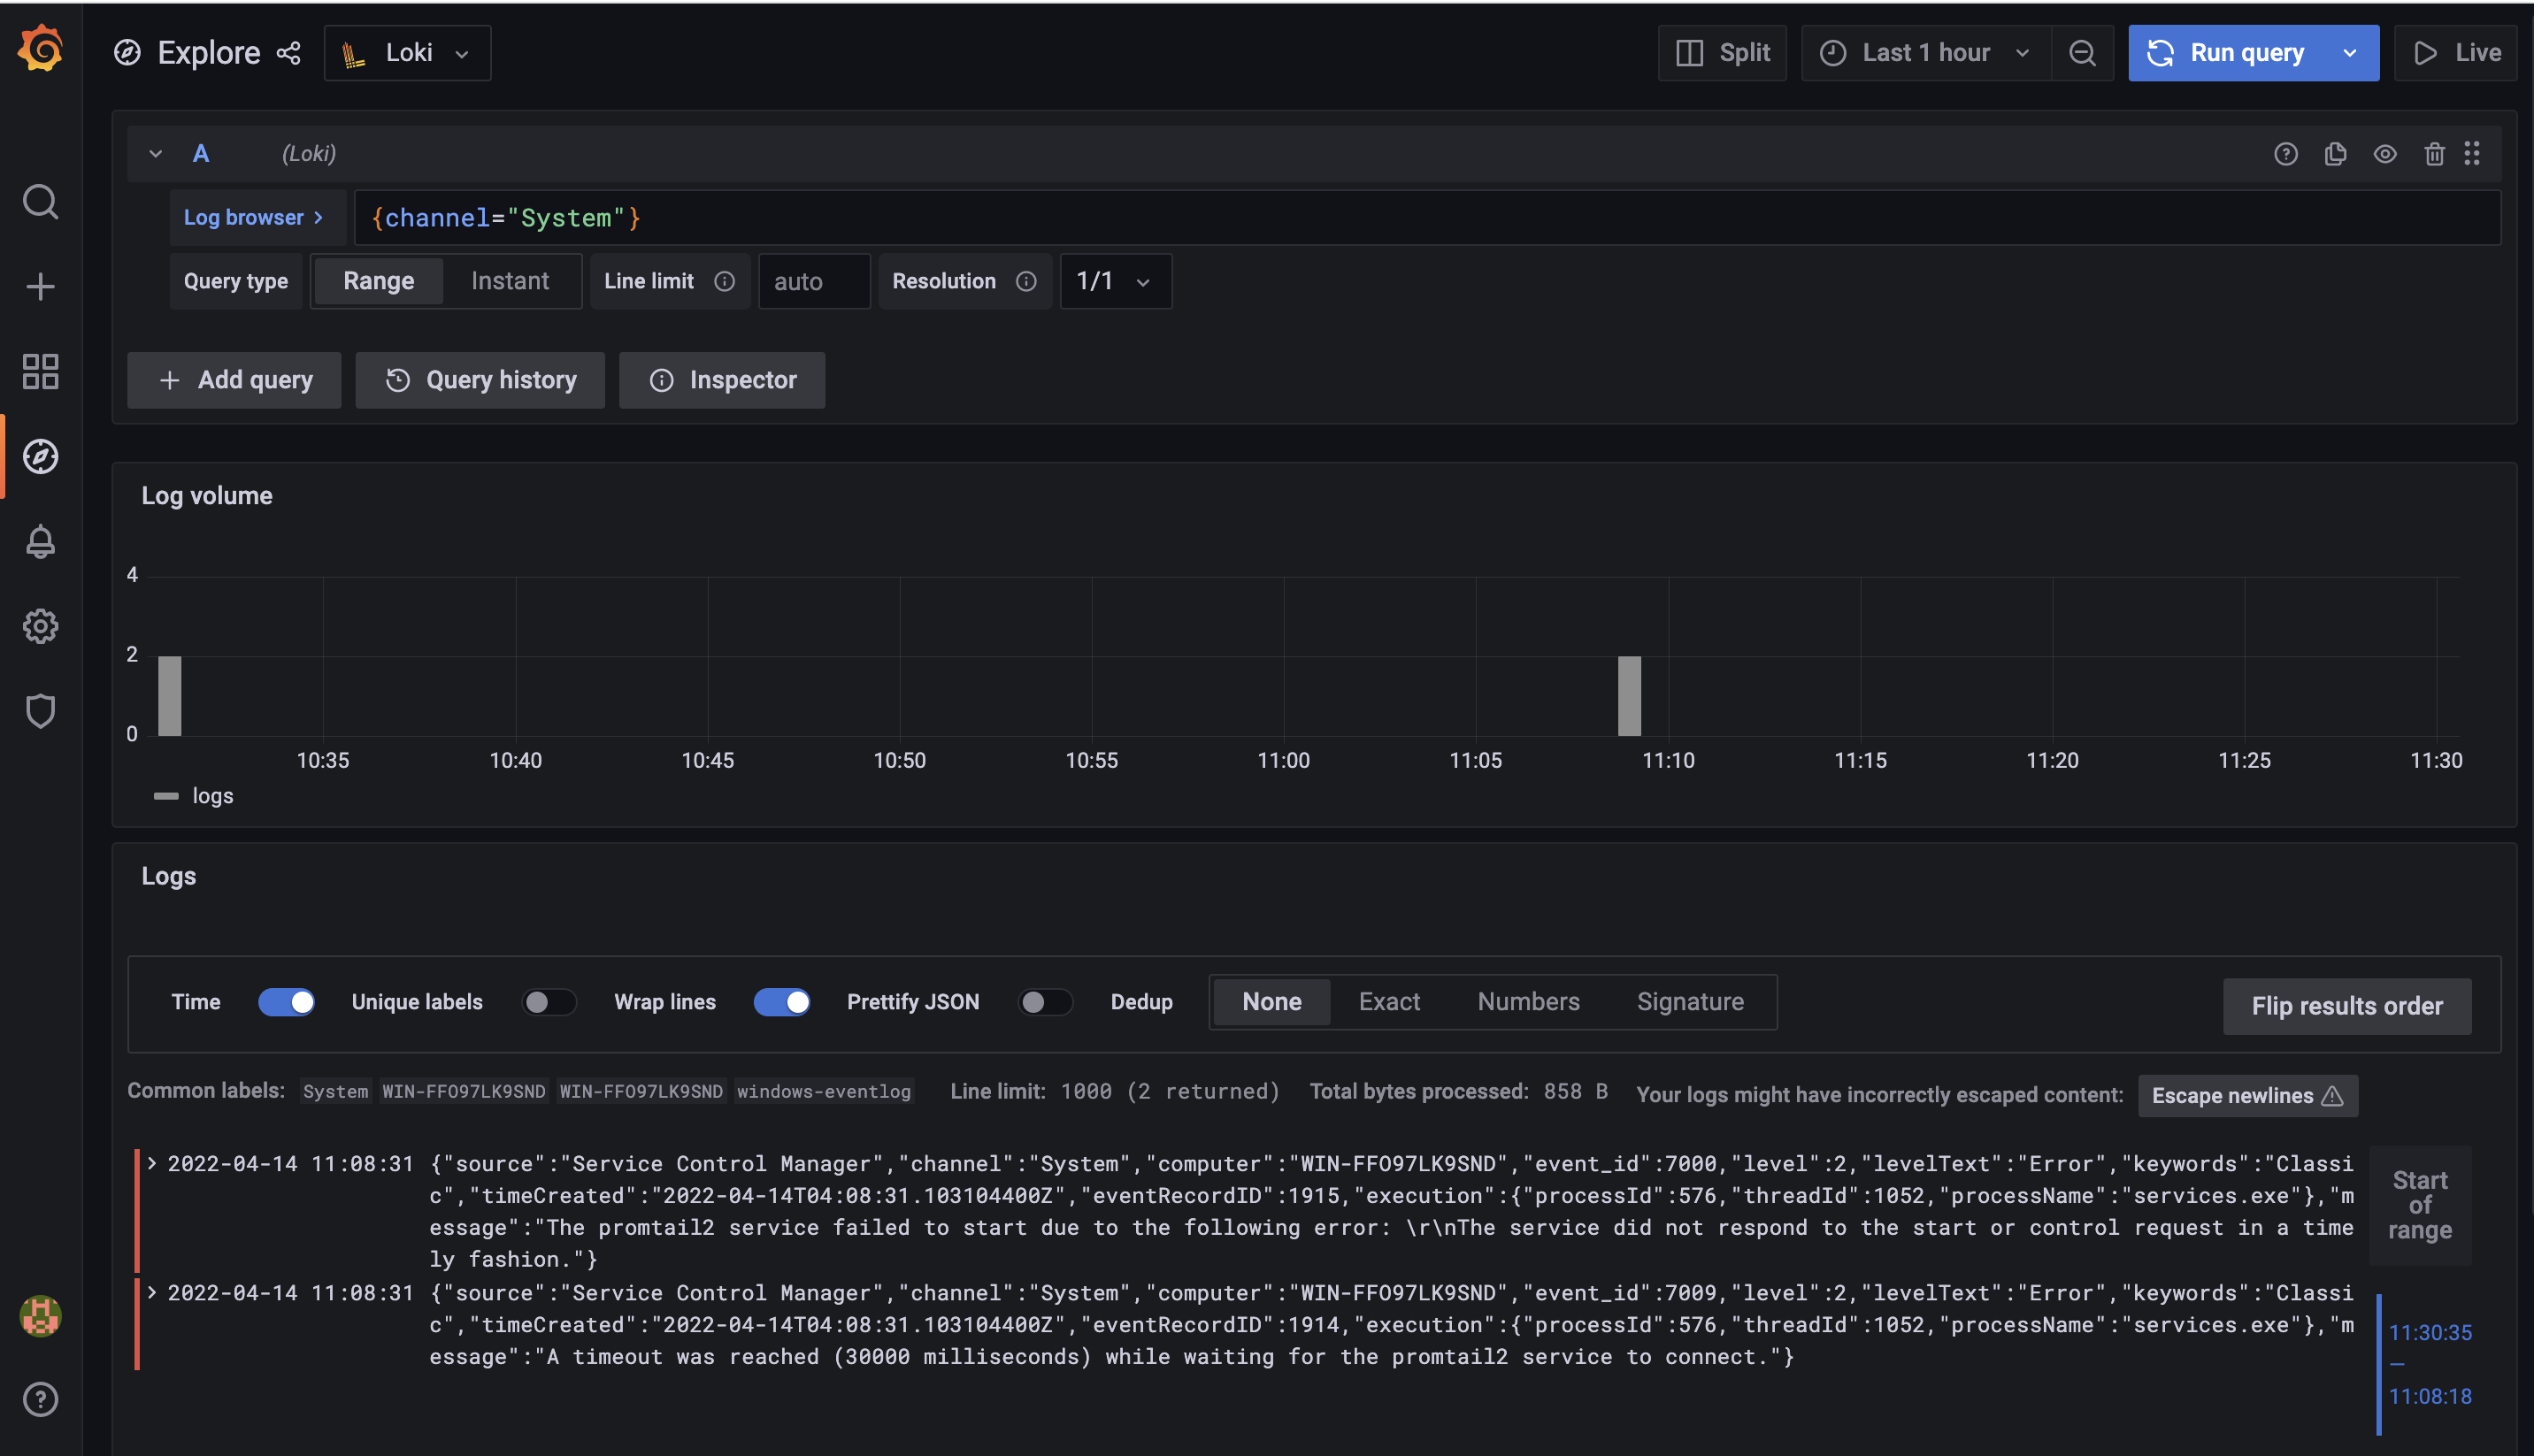 Explore Loki Split Last 1 hour Run query Live
A (Loki)
Log browser {channel="System"}
Query type Range Instant Line limit auto Resolution 1/1
Add query Query history Inspector
Log volume
4
2
0
10:35 10:40 10:45 10:50 10:55 11:00 11:05 11:10 11:15 11:20 11:25 11:30
logs
Logs
Time Unique labels Wrap lines Prettify JSON Dedup None Exact Numbers Signature Flip results order
Common labels: System WIN-FFO97LK9SND WIN-FFO97LK9SND windows-eventlog Line limit: 1000 (2 returned) Total bytes processed: 858 B Your logs might have incorrectly escaped content: Escape newlines
2022-04-14 11:08:31 {"source":"Service Control Manager","channel":"System","computer":"WIN-FFO97LK9SND","event_id":7000,"level":2,"levelText":"Error","keywords":"Classi
c","timeCreated":"2022-04-14T04:08:31.103104400Z","eventRecordID":1915,"execution":{"processId":576,"threadId":1052,"processName":"services.exe"},"m
essage":"The promtail2 service failed to start due to the following error: \r\nThe service did not respond to the start or control request in a time
ly fashion."}
2022-04-14 11:08:31 {"source":"Service Control Manager","channel":"System","computer":"WIN-FFO97LK9SND","event_id":7009,"level":2,"levelText":"Error","keywords":"Classi
c","timeCreated":"2022-04-14T04:08:31.103104400Z","eventRecordID":1914,"execution":{"processId":576,"threadId":1052,"processName":"services.exe"},"m
essage":"A timeout was reached (30000 milliseconds) while waiting for the promtail2 service to connect."}
Start
of
range
11:30:35
—
11:08:18